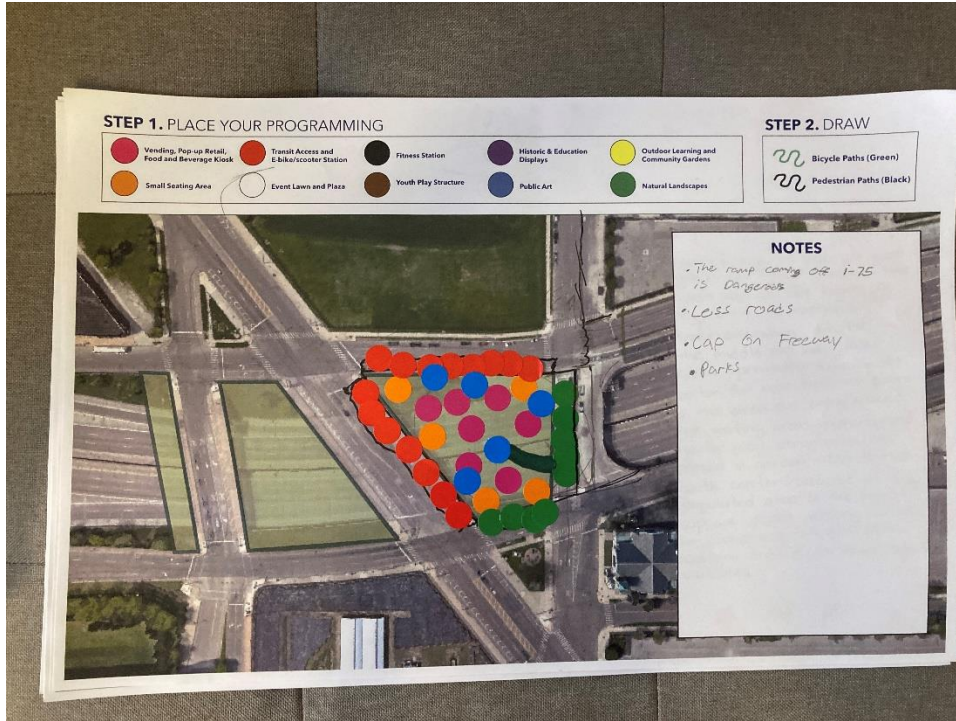 STEP 1. PLACE YOUR PROGRAMMING
Vending, Pop-up Retail,
Food and Beverage Kiosk
Transit Access and
E-bike/scooter Station
Fitness Station
Historic & Education
Displays
Outdoor Learning and
Community Gardens
Small Seating Area
Event Lawn and Plaza
Youth Play Structure
Public Art
Natural Landscapes
STEP 2. DRAW
Bicycle Paths (Green)
Pedestrian Paths (Black)
NOTES
• The ramp coming off i-75
is Dangerous
• Less roads
• Cap On Freeway
• Parks